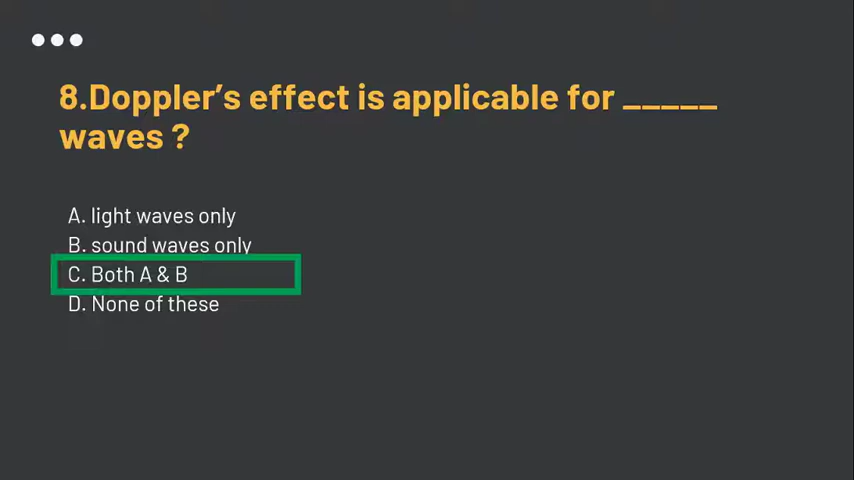 8.Doppler’s effect is applicable for _____
waves ?
A. light waves only
B. sound waves only
C. Both A & B
D. None of these